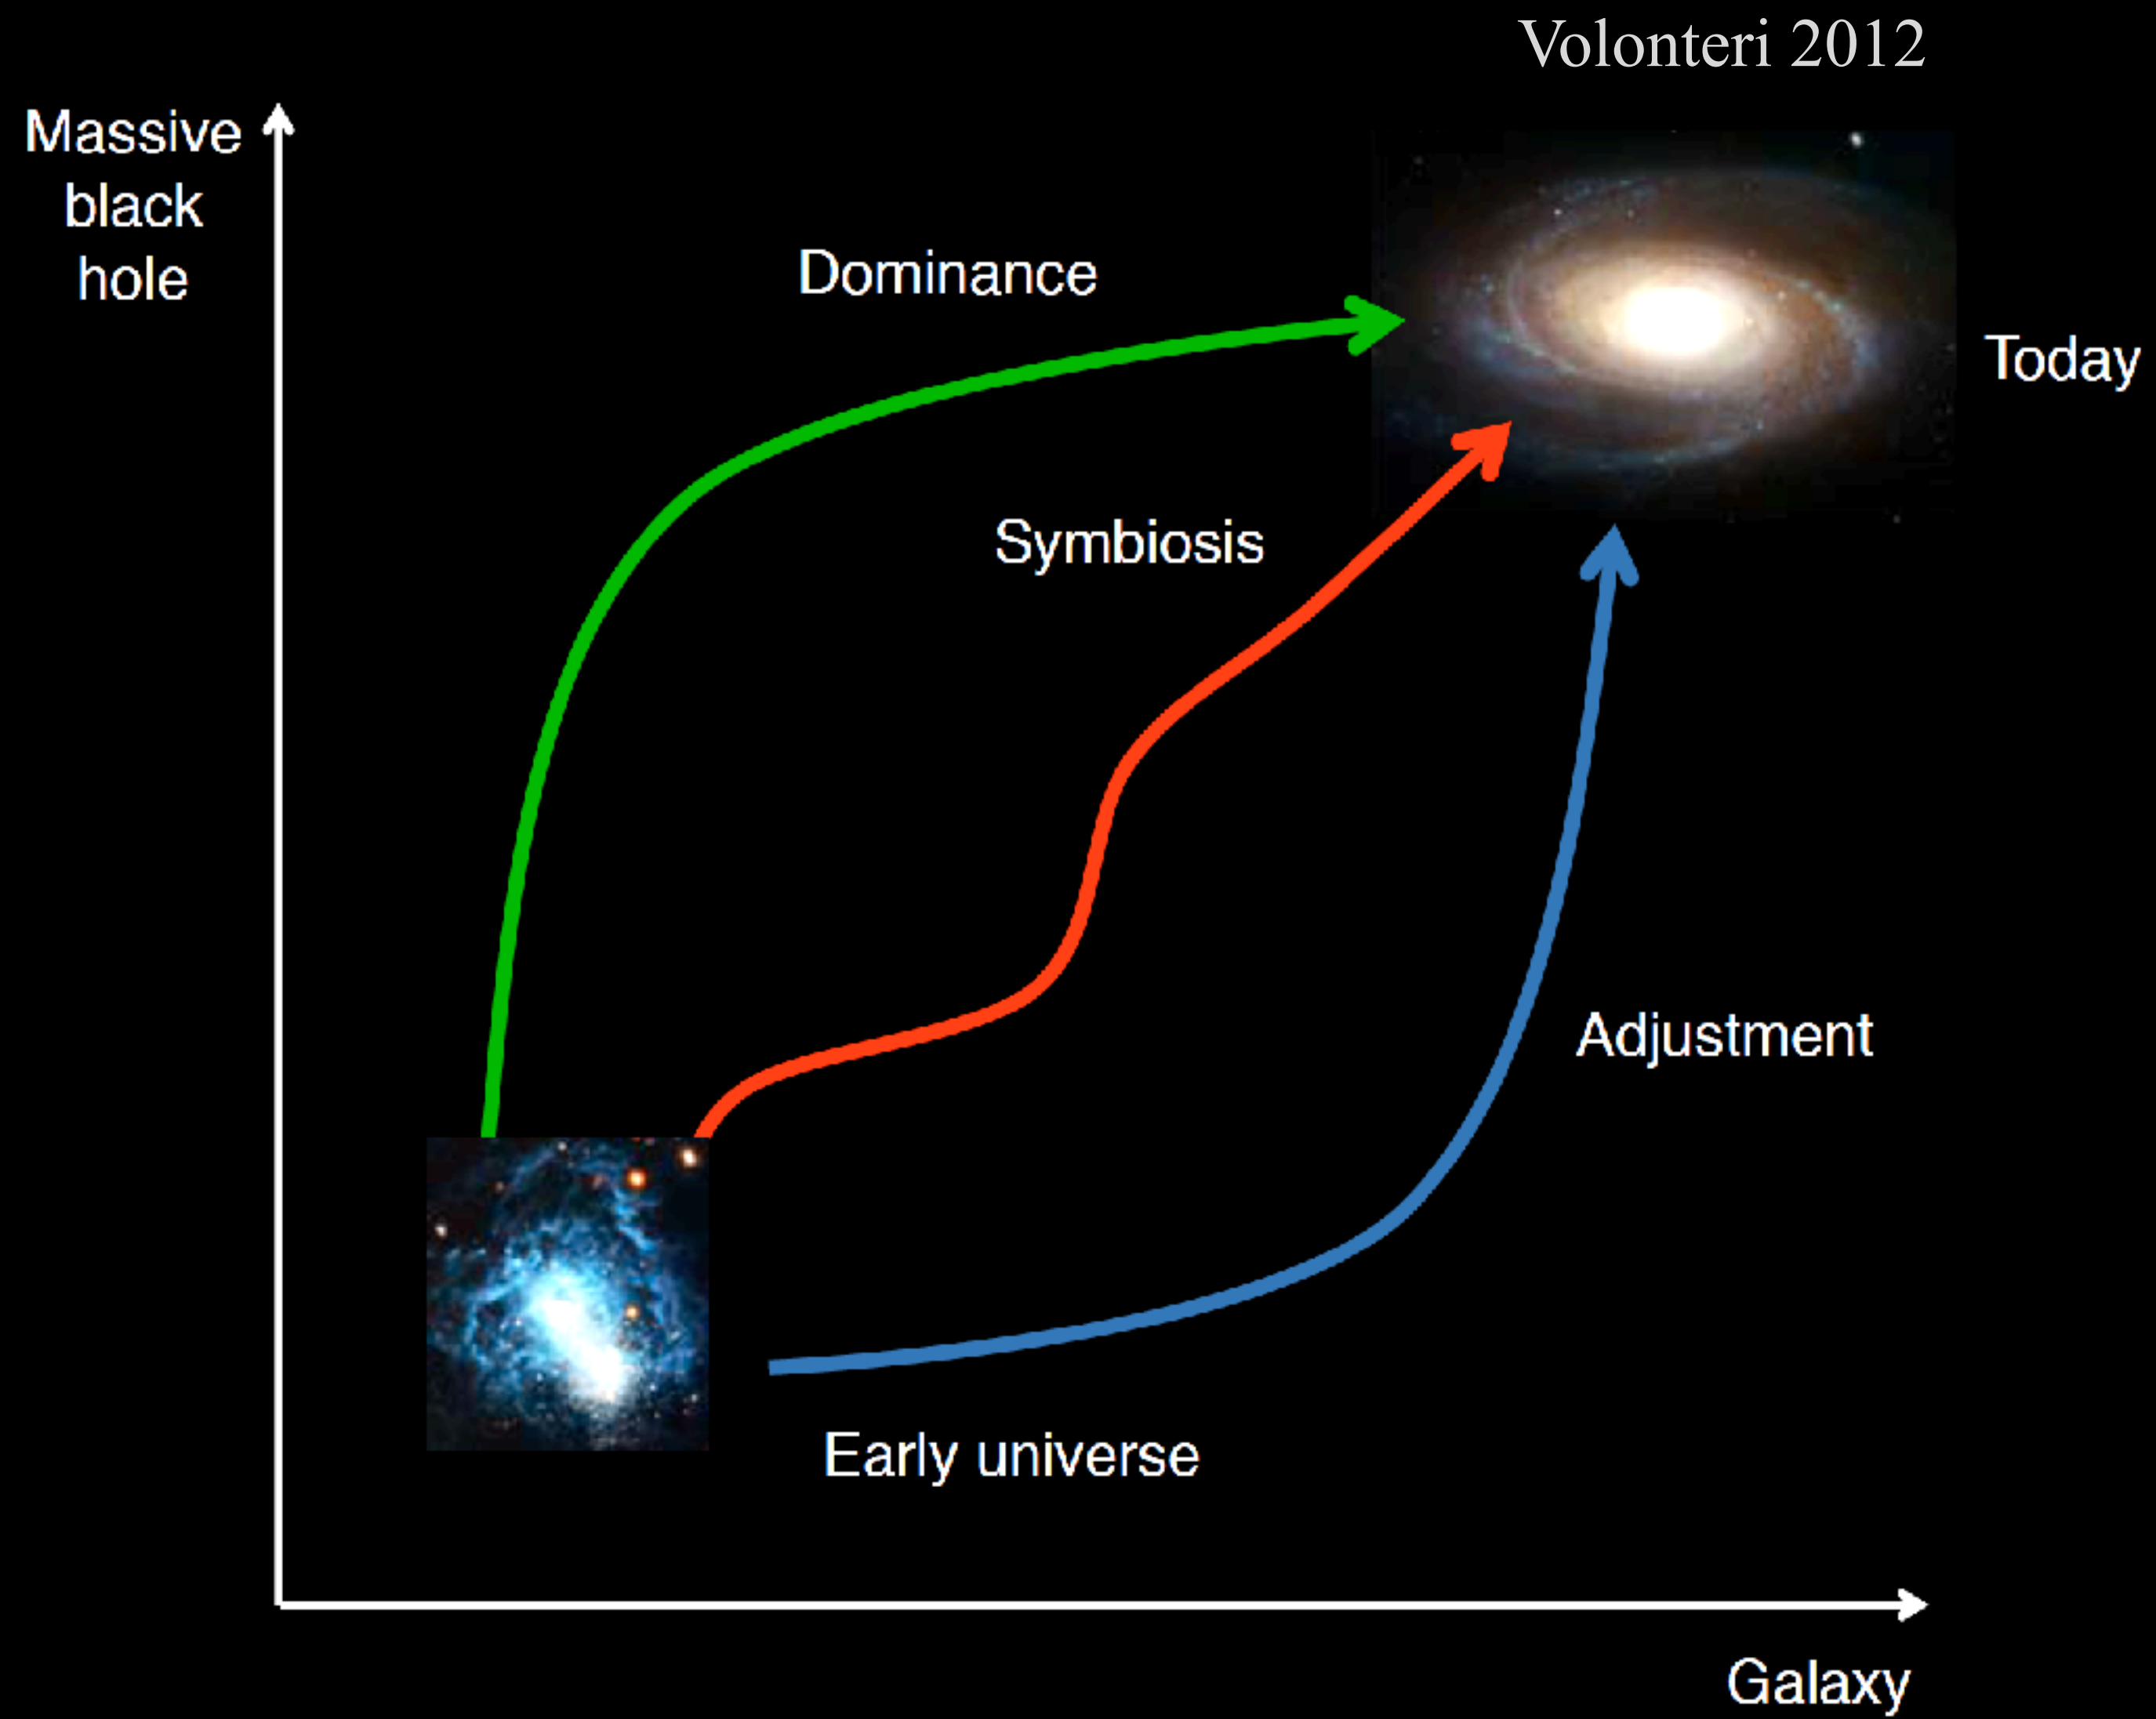 Volonteri 2012
Massive
black
hole
Dominance
Today
Symbiosis
Adjustment
Early universe
Galaxy